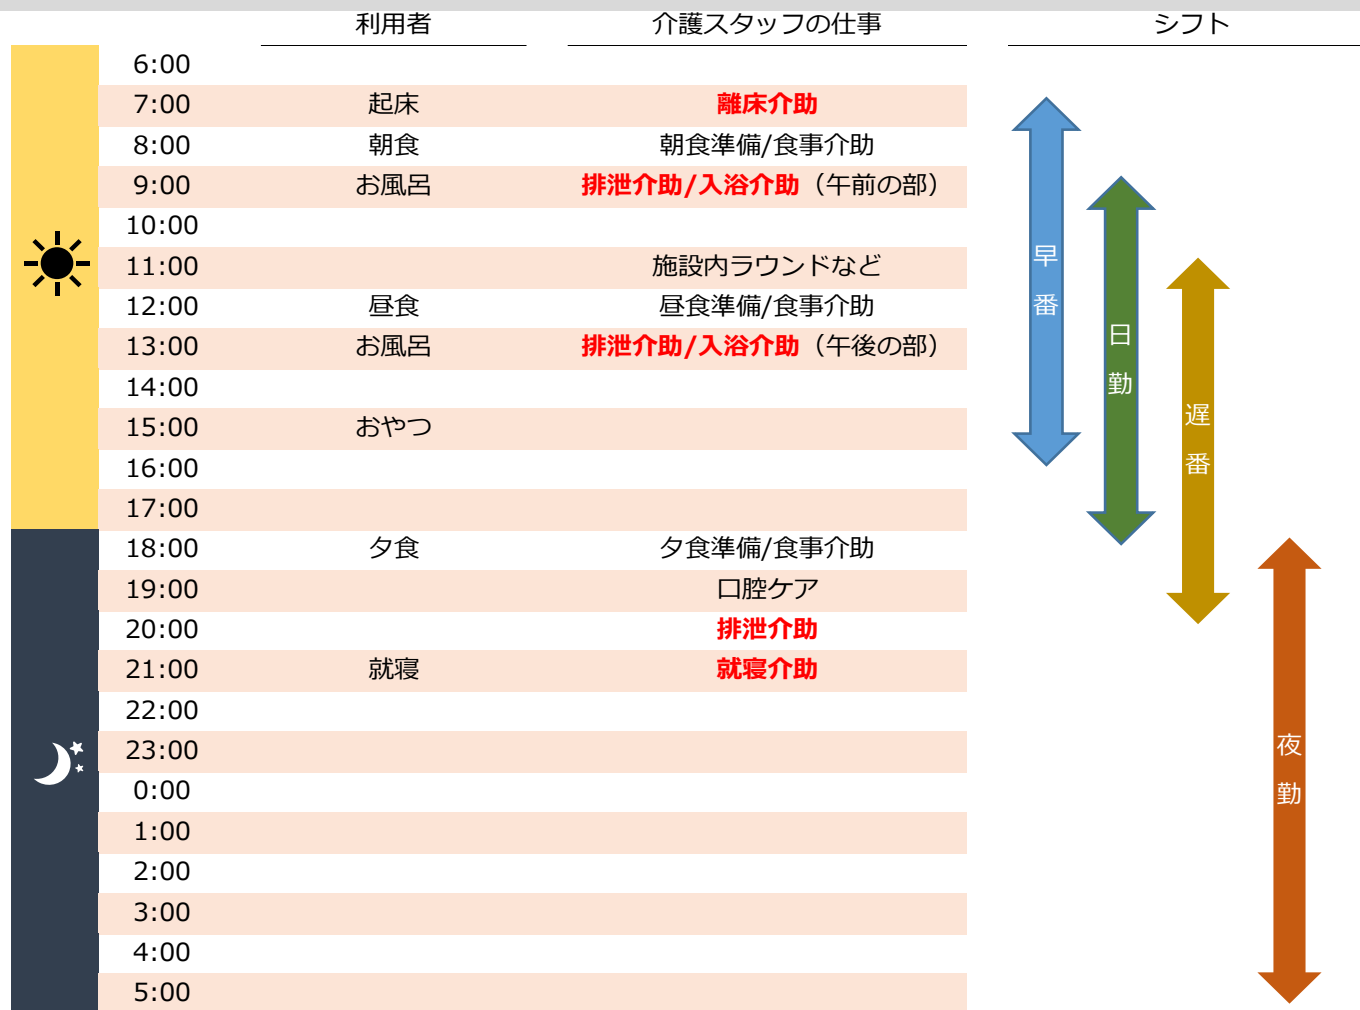 利用者 介護スタッフの仕事 シフト
6:00
7:00 起床 離床介助
8:00 朝食 朝食準備/食事介助
9:00 お風呂 排泄介助/入浴介助（午前の部）
10:00
11:00 施設内ラウンドなど
12:00 昼食 昼食準備/食事介助
13:00 お風呂 排泄介助/入浴介助（午後の部）
14:00
15:00 おやつ
16:00
17:00
18:00 夕食 夕食準備/食事介助
19:00 口腔ケア
20:00 排泄介助
21:00 就寝 就寝介助
22:00
23:00
0:00
1:00
2:00
3:00
4:00
5:00
早番
日勤
遅番
夜勤